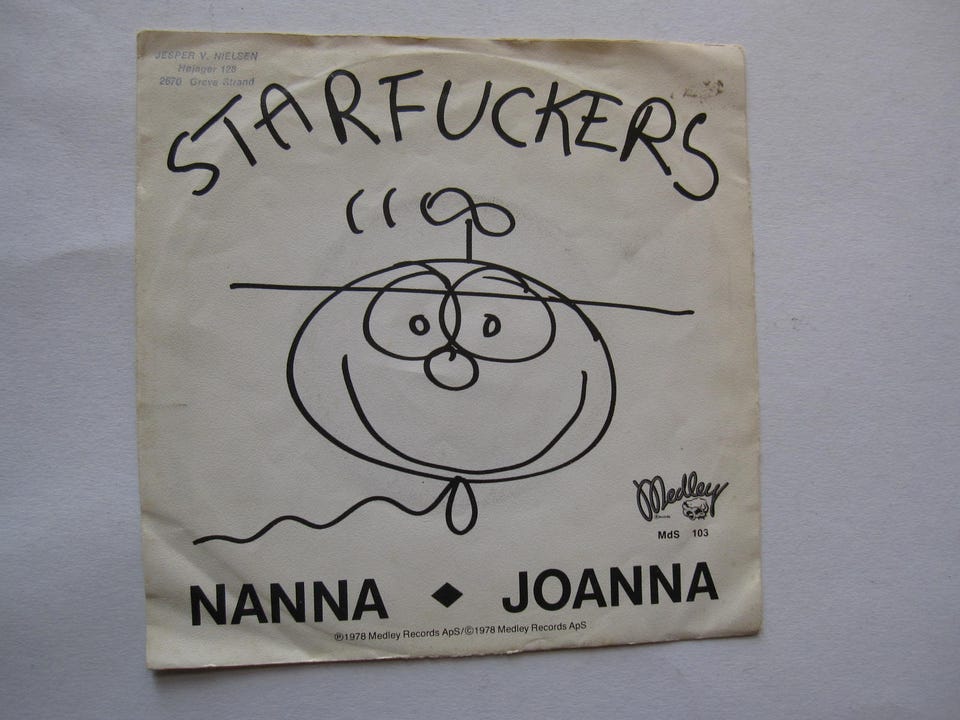 JESPER V. NIELSEN
Højager 128
2670 Greve Strand
STARFUCKERS
Medley
MdS 103
NANNA ◆ JOANNA
℗1978 Medley Records ApS/©1978 Medley Records ApS